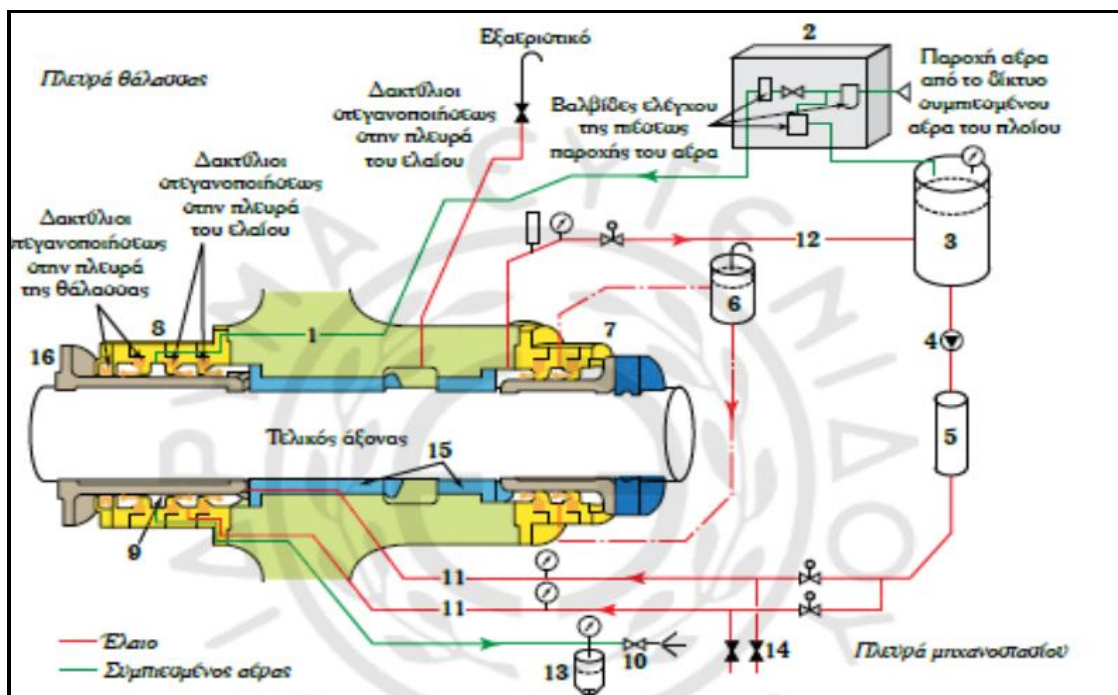 Πλευρά θάλασσας
Εξαεριστικό
2
Παροχή αέρα
από το δίκτυο
συμπιεσμένου
αέρα του πλοίου
Δακτύλιοι
στεγανοποιήσεως
στην πλευρά
του ελαίου
Βαλβίδες ελέγχου
της πιέσεως
παροχής του αέρα
Δακτύλιοι
στεγανοποιήσεως
στην πλευρά
του ελαίου
Δακτύλιοι
στεγανοποιήσεως
στην πλευρά
της θάλασσας
12
3
6
8
1
7
16
4
Τελικός άξονας
15
5
9
11
11
10
14
13
Έλαιο
Συμπιεσμένος αέρας
Πλευρά μηχανοστασίου
ΙΔΡΥΜΑ ΕΥΓΕΝΙΔΟΥ